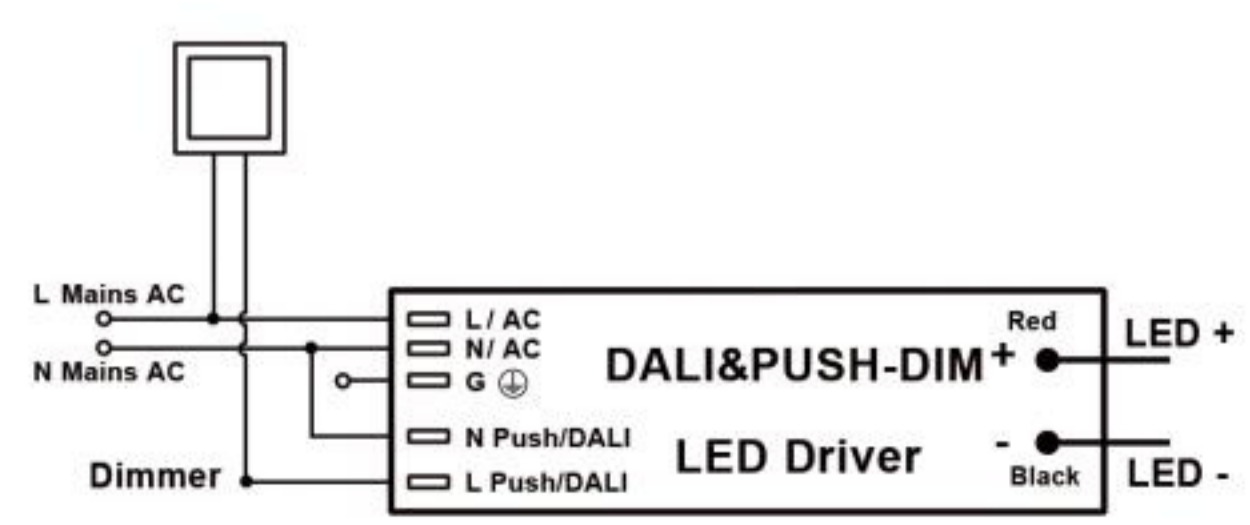 L Mains AC
N Mains AC
Dimmer
L / AC
N/ AC
G
N Push/DALI
L Push/DALI
DALI&PUSH-DIM
LED Driver
Red
+
-
Black
LED +
LED -